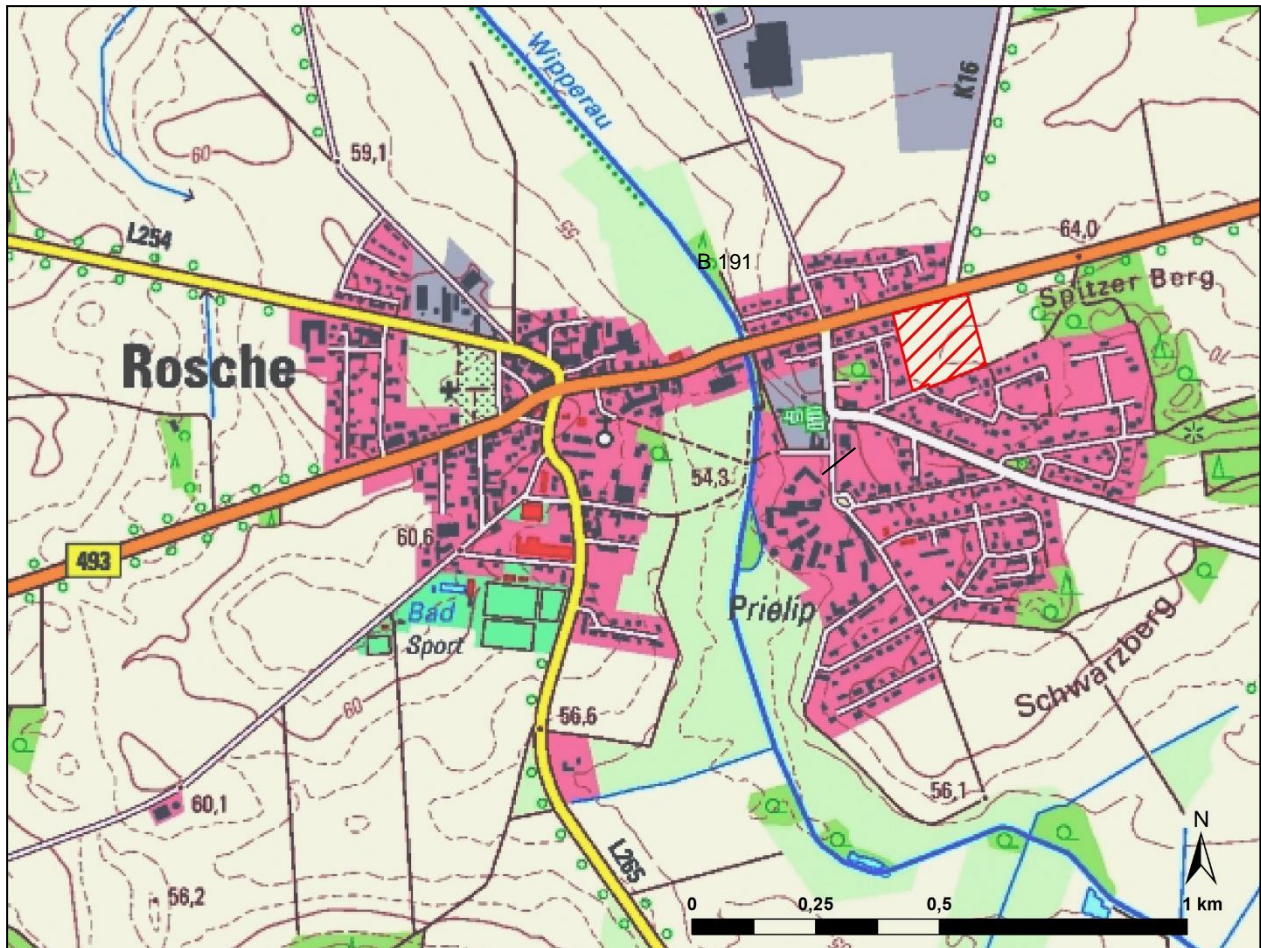 Wipperau
K16
60
59,1
L254
55
64,0
B 191
Spitzer Berg
70
Rosche
54,3
60,6
493
Bad
Sport
Prielip
Schwarzberg
60
56,6
60,1
56,1
L265
N
56,2
0 0,25 0,5 1 km
65